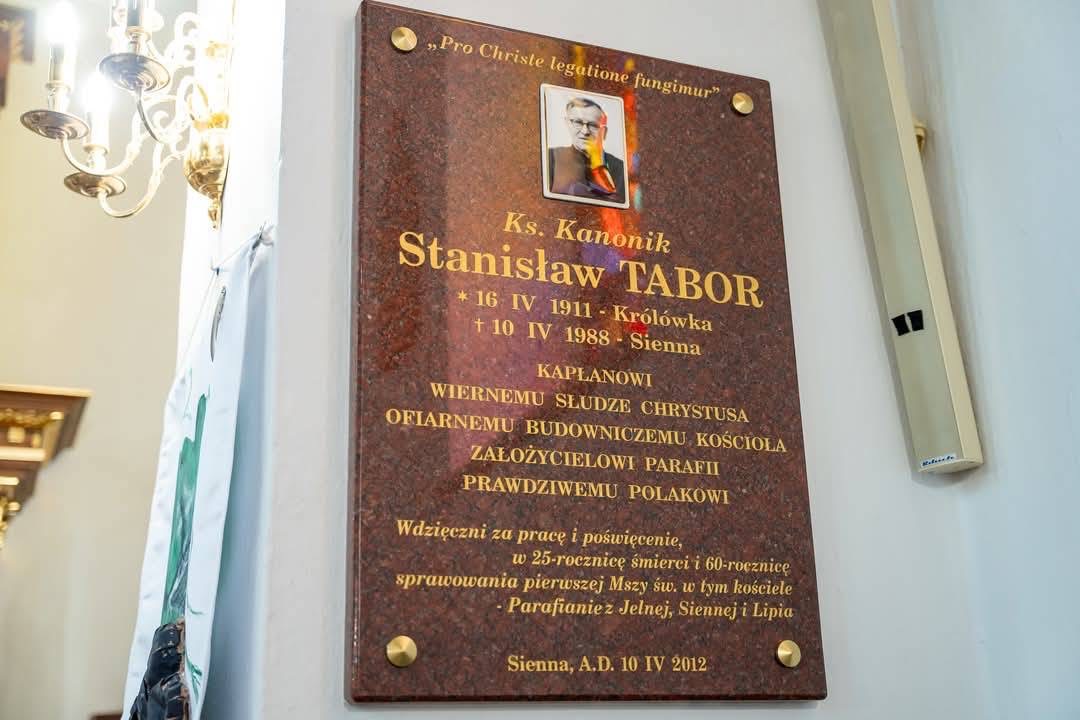 „Pro Christe legatione fungimur”
Ks. Kanonik
Stanisław TABOR
* 16 IV 1911 - Królówka
† 10 IV 1988 - Sienna
KAPŁANOWI
WIERNEMU SŁUDZE CHRYSTUSA
OFIARNEMU BUDOWNICZEMU KOŚCIOŁA
ZAŁOŻYCIELOWI PARAFII
PRAWDZIWEMU POLAKOWI
Wdzięczni za pracę i poświęcenie,
w 25-rocznicę śmierci i 60-rocznicę
sprawowania pierwszej Mszy św. w tym kościele
- Parafianie z Jelnej, Siennej i Lipia
Sienna, A.D. 10 IV 2012